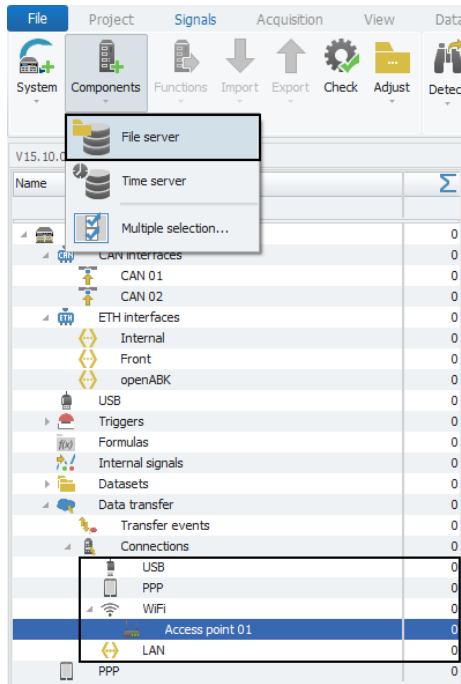 File Project Signals Acquisition View Data
System Components Functions Import Export Check Adjust Detec
File server
V15.10.0
Time server
Name Σ
Multiple selection...
0
CAN interfaces 0
CAN 01 0
CAN 02 0
ETH interfaces 0
Internal 0
Front 0
openABK 0
USB 0
Triggers 0
f(x) Formulas 0
Internal signals 0
Datasets 0
Data transfer 0
Transfer events 0
Connections 0
USB 0
PPP 0
WiFi 0
Access point 01 0
LAN 0
PPP 0